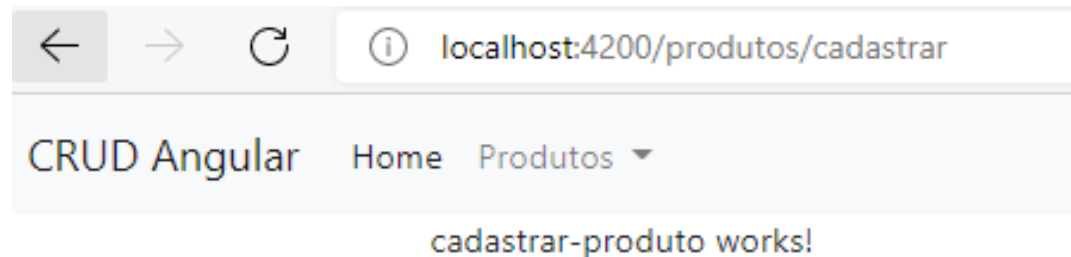 localhost:4200/produtos/cadastrar
CRUD Angular Home Produtos
cadastrar-produto works!